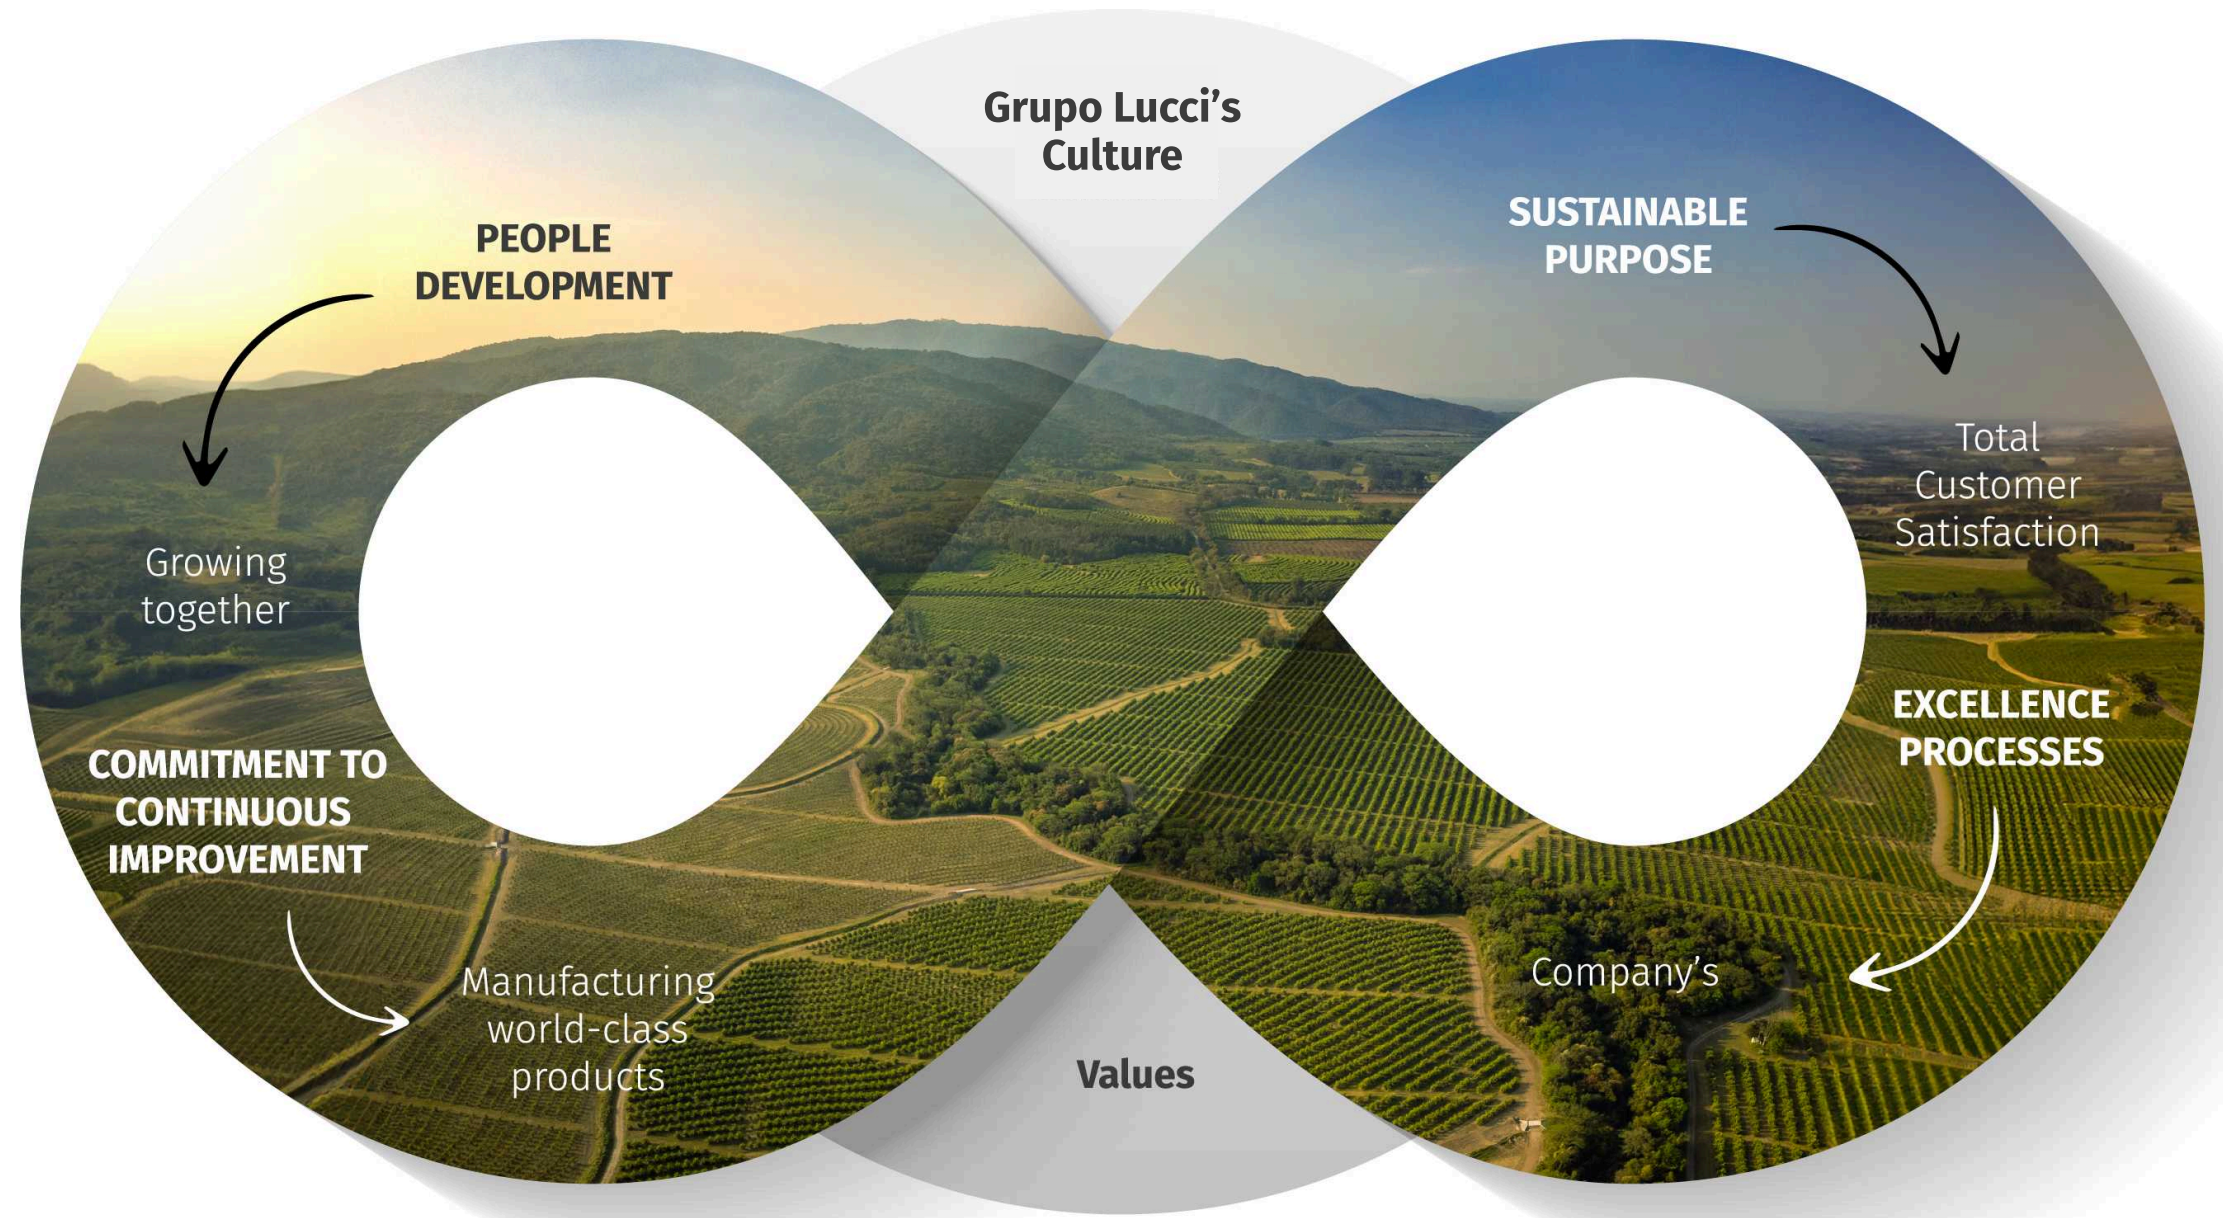 Grupo Lucci’s
Culture
PEOPLE
DEVELOPMENT
Growing
together
COMMITMENT TO
CONTINUOUS
IMPROVEMENT
Manufacturing
world-class
products
SUSTAINABLE
PURPOSE
Total
Customer
Satisfaction
EXCELLENCE
PROCESSES
Company’s
Values